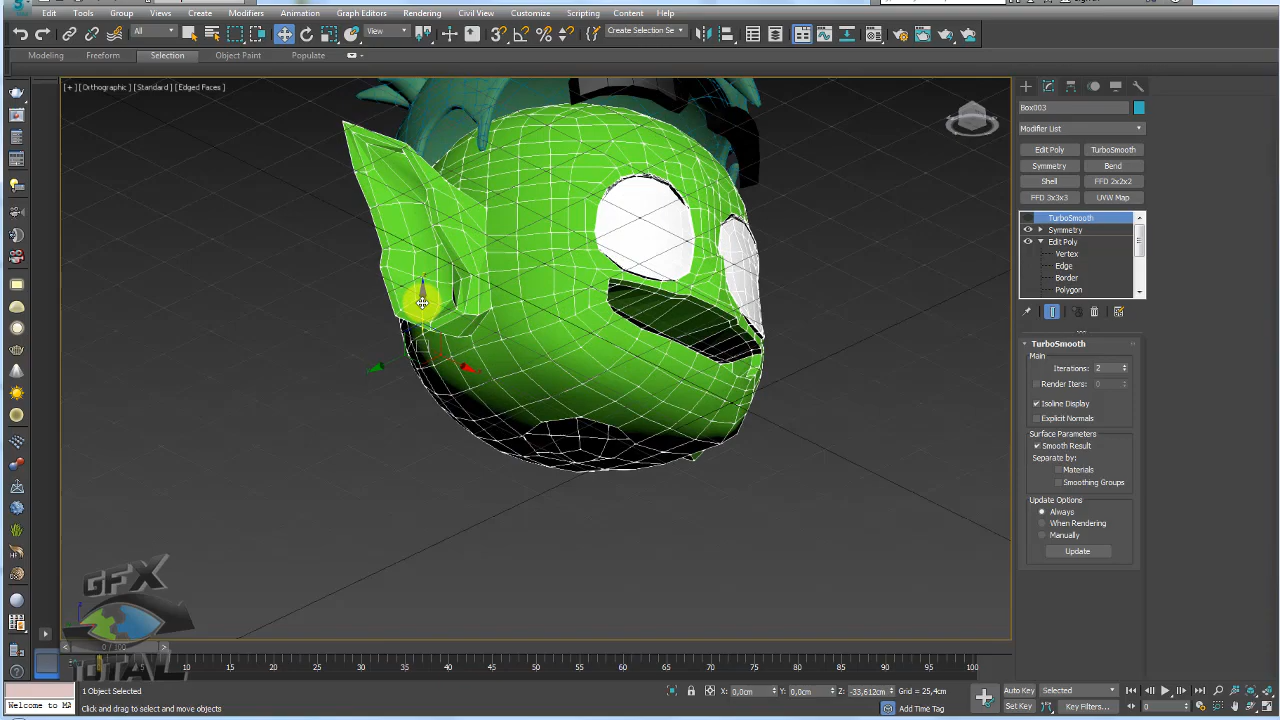 Edit Tools Group Views Create Modifiers Animation Graph Editors Rendering Civil View Customize Scripting Content Help
All View Create Selection Se
Modeling Freeform Selection Object Paint Populate
[+] [Orthographic] [Standard] [Edged Faces]
Box003
Modifier List
Edit Poly TurboSmooth
Symmetry Bend
Shell FFD 2x2x2
FFD 3x3x3 UVW Map
TurboSmooth
Symmetry
Edit Poly
Vertex
Edge
Border
Polygon
TurboSmooth
Main
Iterations: 2
Render Iters: 0
Isoline Display
Explicit Normals
Surface Parameters
Smooth Result
Separate by:
Materials
Smoothing Groups
Update Options
Always
When Rendering
Manually
Update
GFX
TOTAL
0 / 100
5 10 15 20 25 30 35 40 45 50 55 60 65 70 75 80 85 90 95 100
1 Object Selected X: 0,0cm Y: 0,0cm Z: -33,612cm Grid = 25,4cm Auto Key Selected
Click and drag to select and move objects Add Time Tag Set Key Key Filters... 0